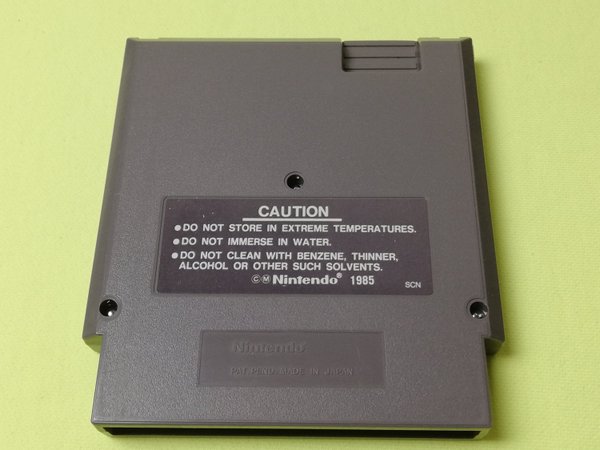 CAUTION
●DO NOT STORE IN EXTREME TEMPERATURES.
●DO NOT IMMERSE IN WATER.
●DO NOT CLEAN WITH BENZENE, THINNER,
ALCOHOL OR OTHER SUCH SOLVENTS.
©Ⓜ Nintendo® 1985 SCN
Nintendo®
PAT. PEND. MADE IN JAPAN